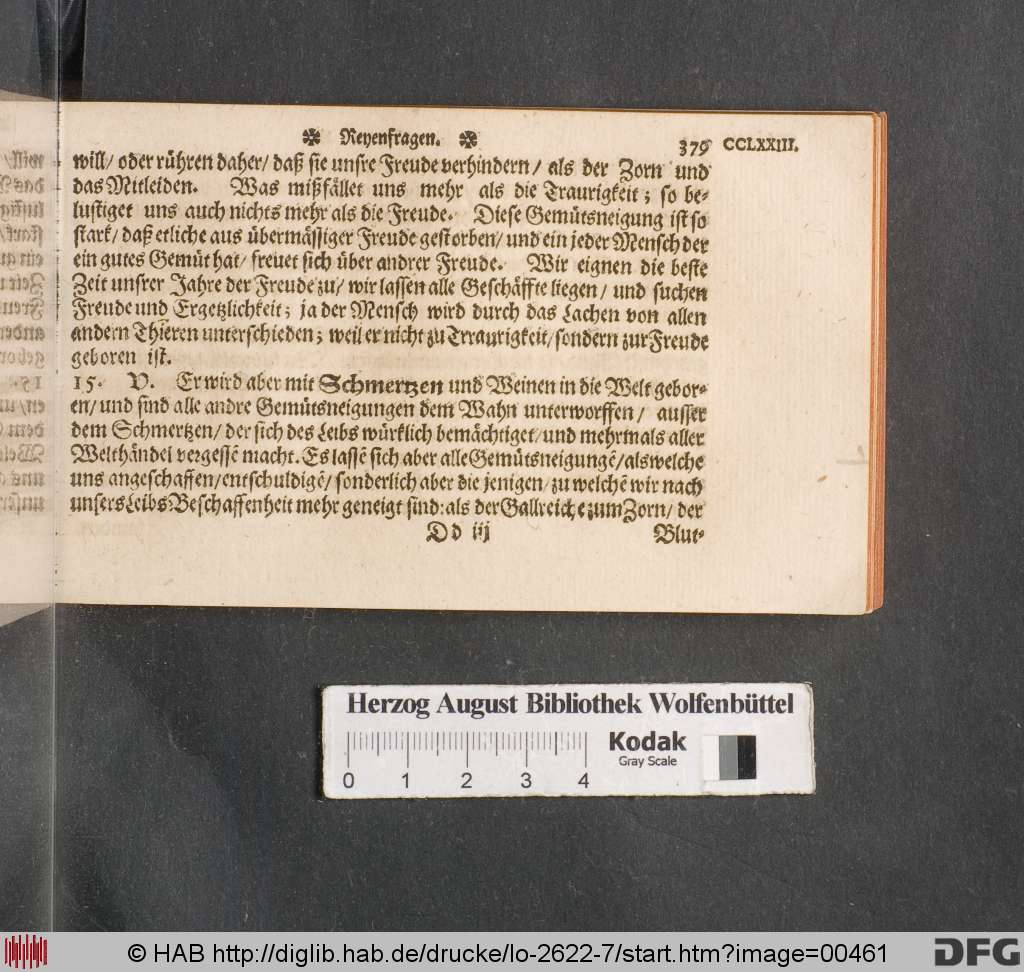 ✼ Reyenfragen. ✼ 379 CCLXXIII.
will/ oder rühren daher/ daß sie unsre Freude verhindern/ als der Zorn und
das Mitleiden. Was mißfället uns mehr als die Traurigkeit; so be-
lustiget uns auch nichts mehr als die Freude. Diese Gemütsneigung ist so
stark/ daß etliche aus übermässiger Freude gestorben/ und ein jeder Mensch der
ein gutes Gemüt hat/ freuet sich über andrer Freude. Wir eignen die beste
Zeit unsrer Jahre der Freude zu/ wir lassen alle Geschäffte liegen/ und suchen
Freude und Ergetzlichkeit; ja der Mensch wird durch das Lachen von allen
andern Thieren unterschieden; weil er nicht zu Trraurigkeit/ sondern zur Freude
geboren ist.
15. V. Er wird aber mit Schmertzen und Weinen in die Welt gebor-
en/ und sind alle andre Gemütsneigungen dem Wahn unterworffen/ ausser
dem Schmertzen/ der sich des Leibs würklich bemächtiget/ und mehrmals aller
Welthändel vergessē macht. Es lassē sich aber alle Gemütsneigungē/ als welche
uns angeschaffen/ entschuldigē/ sonderlich aber die jenigen/ zu welchē wir nach
unsers Leibs Beschaffenheit mehr geneigt sind: als der Gallreiche zum Zorn/ der
Dd iij Blut-
Herzog August Bibliothek Wolfenbüttel
Kodak
Gray Scale
0 1 2 3 4
© HAB http://diglib.hab.de/drucke/lo-2622-7/start.htm?image=00461
DFG